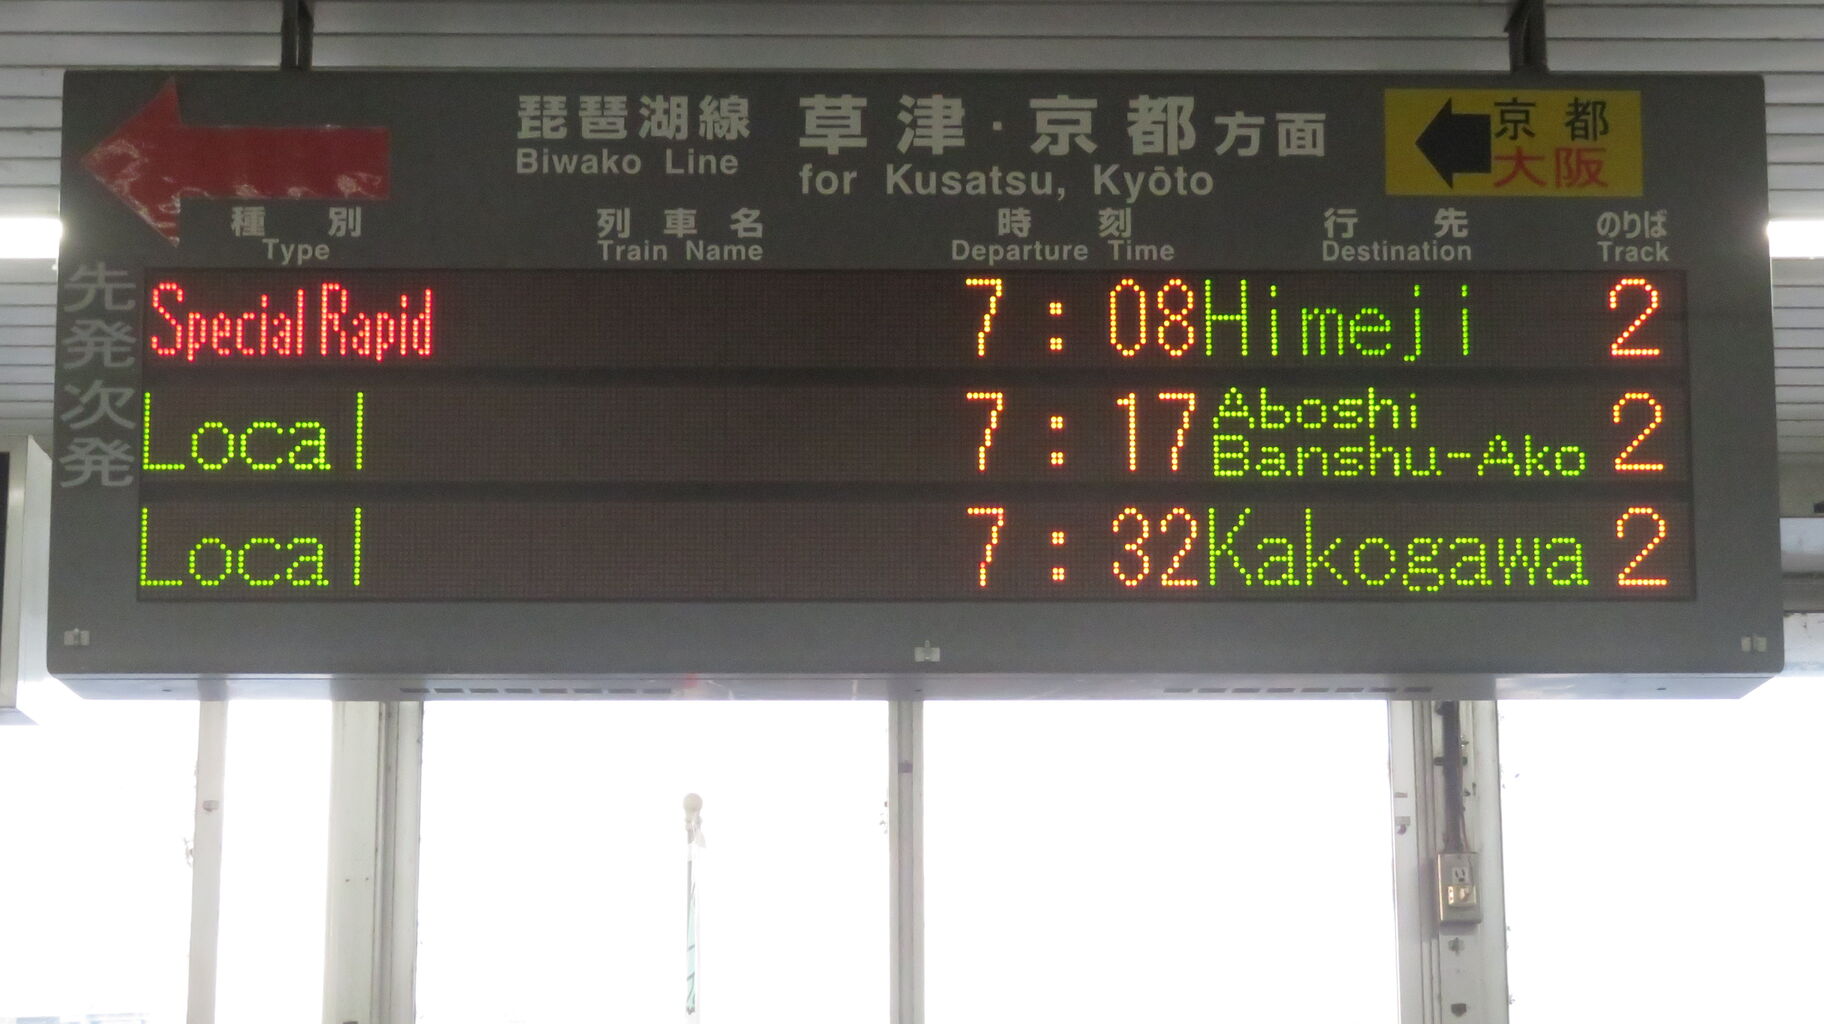 琵琶湖線 草津・京都方面
Biwako Line for Kusatsu, Kyōto
京都
大阪
種別 列車名 時刻 行先 のりば
Type Train Name Departure Time Destination Track
先発次発
Special Rapid 7:08 Himeji 2
Local 7:17 Aboshi Banshu-Ako 2
Local 7:32 Kakogawa 2